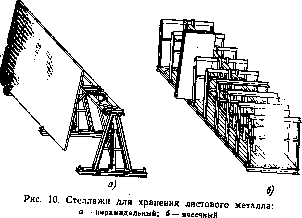 а)
б)
Рис. 10. Стеллажи для хранения листового металла:
а — пирамидальный; б —